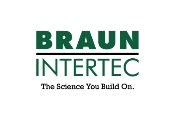 BRAUN
INTERTEC
The Science You Build On.